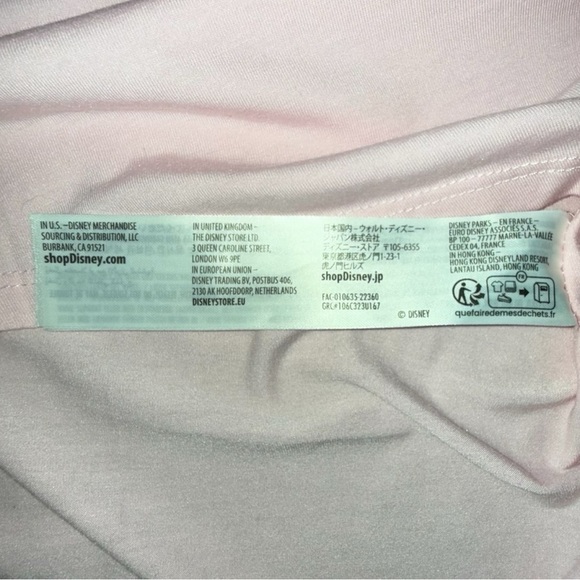 IN U.S.–DISNEY MERCHANDISE
SOURCING & DISTRIBUTION, LLC
BURBANK, CA 91521
shopDisney.com
IN UNITED KINGDOM –
THE DISNEY STORE LTD.
3 QUEEN CAROLINE STREET,
LONDON W6 9PE
IN EUROPEAN UNION –
DISNEY TRADING BV, POSTBUS 406,
2130 AK HOOFDDORP, NETHERLANDS
DISNEYSTORE.EU
日本国内 - ウォルト・ディズニー・
ジャパン株式会社
ディズニー・ストア 〒105-6355
東京都港区虎ノ門1-23-1
虎ノ門ヒルズ
shopDisney.jp
FAC-010635-22360
GRL#106C323U167
© DISNEY
DISNEY PARKS – EN FRANCE –
EURO DISNEY ASSOCIÉS S.A.S.
BP 100 - 77777 MARNE-LA-VALLÉE
CEDEX 04, FRANCE
IN HONG KONG –
HONG KONG DISNEYLAND RESORT,
LANTAU ISLAND, HONG KONG
FR
quefairedemesdechets.fr